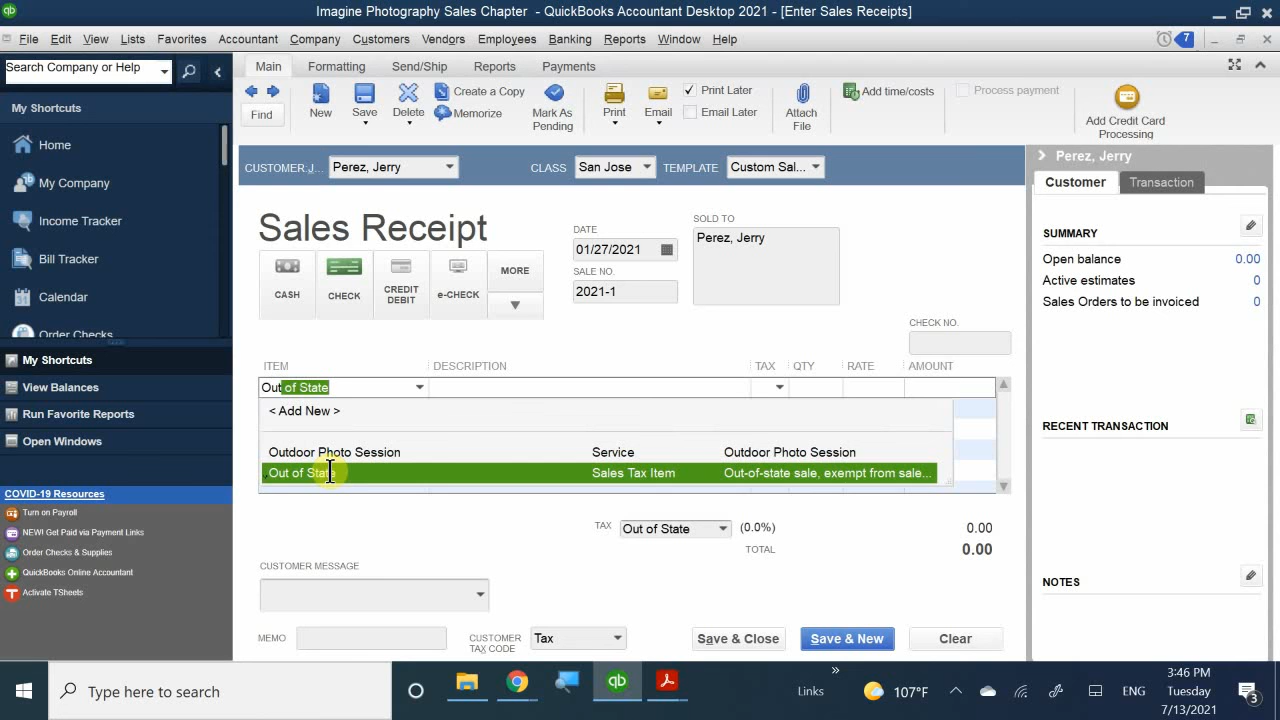 Imagine Photography Sales Chapter - QuickBooks Accountant Desktop 2021 - [Enter Sales Receipts]
File Edit View Lists Favorites Accountant Company Customers Vendors Employees Banking Reports Window Help 7
Search Company or Help
My Shortcuts
Home
My Company
Income Tracker
Bill Tracker
Calendar
Order Checks
My Shortcuts
View Balances
Run Favorite Reports
Open Windows
COVID-19 Resources
Turn on Payroll
NEW! Get Paid via Payment Links
Order Checks & Supplies
QuickBooks Online Accountant
Activate TSheets
Main Formatting Send/Ship Reports Payments
Find
New
Save
Delete
Create a Copy
Memorize
Mark As
Pending
Print
Email
Print Later
Email Later
Attach
File
Add time/costs
Process payment
Add Credit Card
Processing
CUSTOMER:J... Perez, Jerry CLASS San Jose TEMPLATE Custom Sal...
Sales Receipt
CASH
CHECK
CREDIT
DEBIT
e-CHECK
MORE
DATE
01/27/2021
SALE NO.
2021-1
SOLD TO
Perez, Jerry
CHECK NO.
ITEM DESCRIPTION TAX QTY RATE AMOUNT
Out of State
< Add New >
Outdoor Photo Session Service Outdoor Photo Session
Out of State Sales Tax Item Out-of-state sale, exempt from sale...
TAX Out of State (0.0%) 0.00
TOTAL 0.00
CUSTOMER MESSAGE
MEMO
CUSTOMER
TAX CODE
Tax
Save & Close Save & New Clear
Perez, Jerry
Customer Transaction
SUMMARY
Open balance 0.00
Active estimates 0
Sales Orders to be invoiced 0
RECENT TRANSACTION
NOTES
Type here to search
qb
Links
»
107°F
ENG
3:46 PM
Tuesday
7/13/2021
3